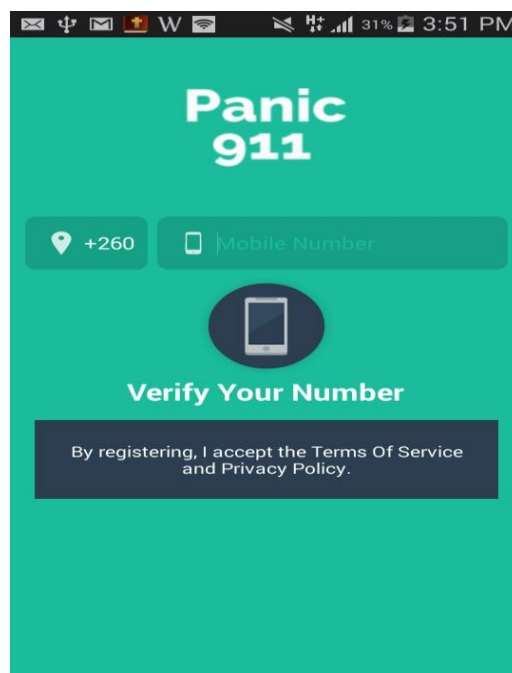 W H+ 31% 3:51 PM
Panic
911
+260 Mobile Number
Verify Your Number
By registering, I accept the Terms Of Service
and Privacy Policy.